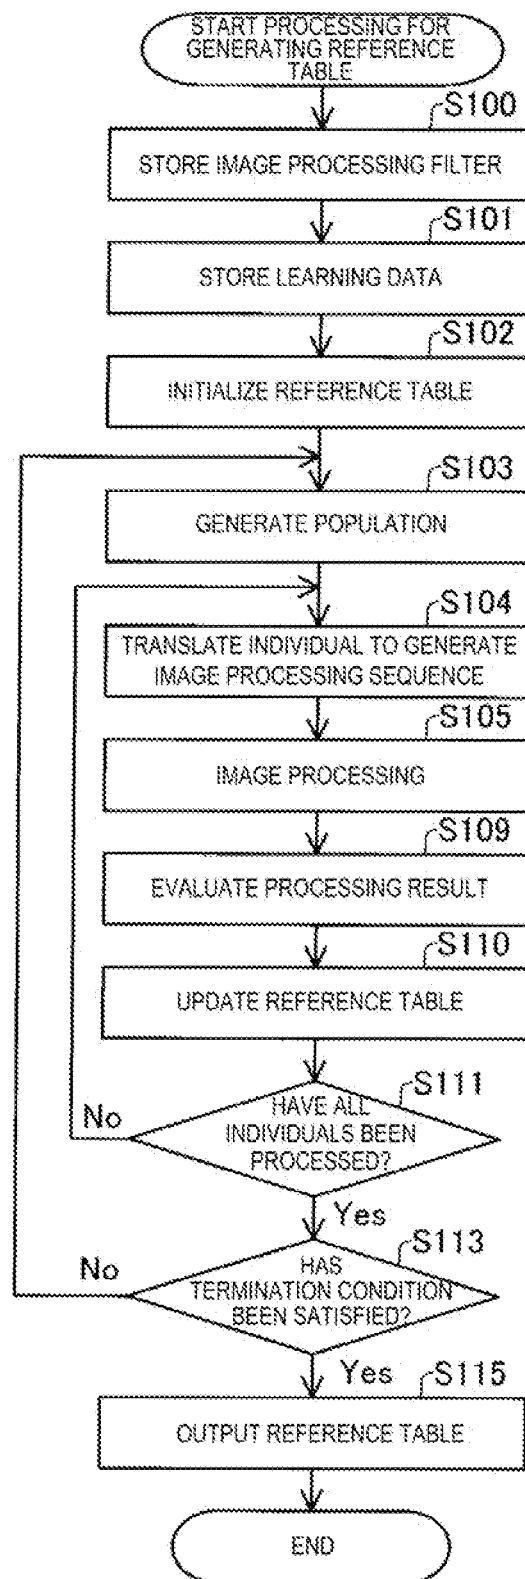 START PROCESSING FOR
GENERATING REFERENCE
TABLE
S100
STORE IMAGE PROCESSING FILTER
S101
STORE LEARNING DATA
S102
INITIALIZE REFERENCE TABLE
S103
GENERATE POPULATION
S104
TRANSLATE INDIVIDUAL TO GENERATE
IMAGE PROCESSING SEQUENCE
S105
IMAGE PROCESSING
S109
EVALUATE PROCESSING RESULT
S110
UPDATE REFERENCE TABLE
S111
HAVE ALL
INDIVIDUALS BEEN
PROCESSED?
No
Yes
S113
HAS
TERMINATION CONDITION
BEEN SATISFIED?
No
Yes
S115
OUTPUT REFERENCE TABLE
END